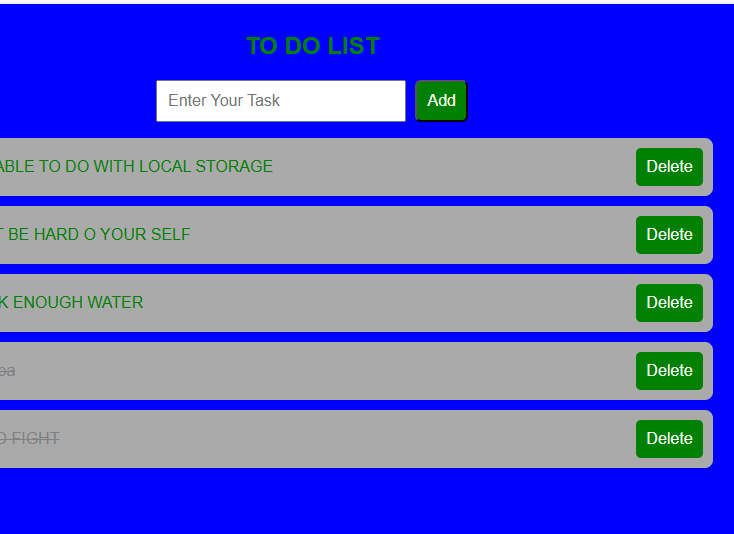 TO DO LIST
Enter Your Task
Add
ABLE TO DO WITH LOCAL STORAGE
Delete
T BE HARD O YOUR SELF
Delete
K ENOUGH WATER
Delete
Delete
O FIGHT
Delete